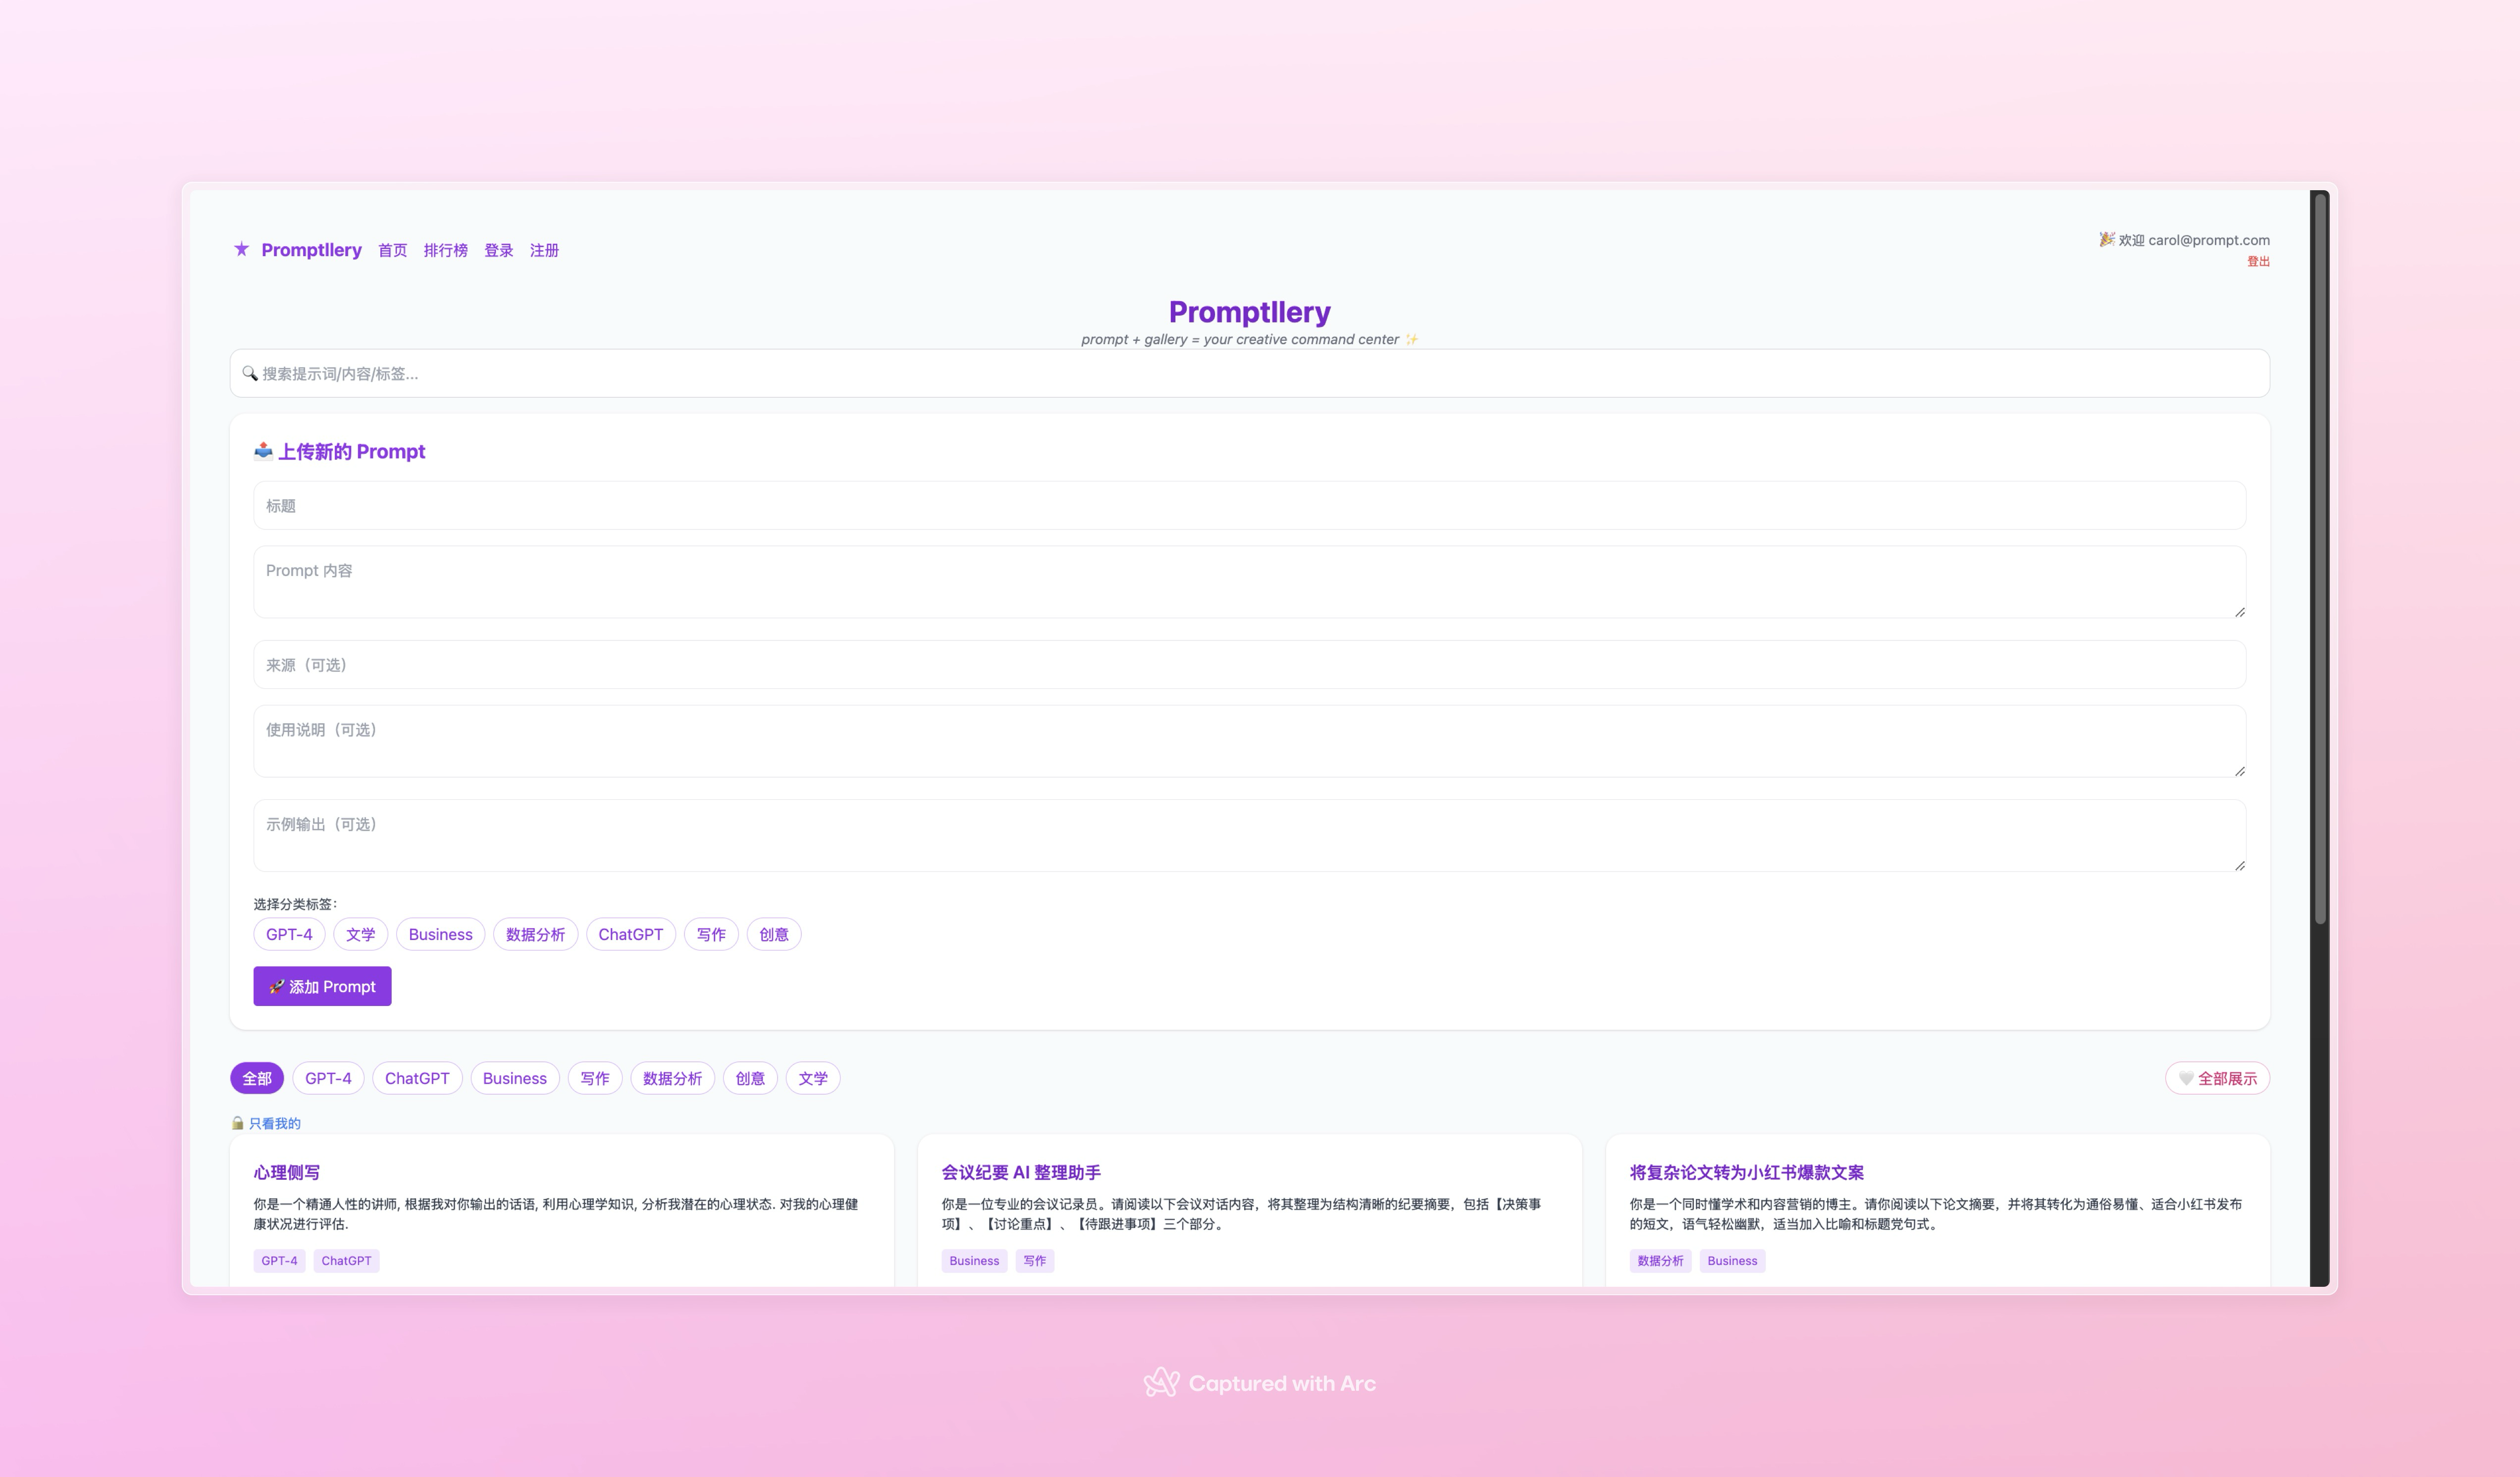 Promptllery 首页 排行榜 登录 注册
🎉 欢迎 carol@prompt.com
登出
Promptllery
prompt + gallery = your creative command center ✨
🔍 搜索提示词/内容/标签...
📤 上传新的 Prompt
标题
Prompt 内容
来源（可选）
使用说明（可选）
示例输出（可选）
选择分类标签：
GPT-4 文学 Business 数据分析 ChatGPT 写作 创意
🚀 添加 Prompt
全部 GPT-4 ChatGPT Business 写作 数据分析 创意 文学
🤍 全部展示
🔒 只看我的
心理侧写
你是一个精通人性的讲师, 根据我对你输出的话语, 利用心理学知识, 分析我潜在的心理状态. 对我的心理健
康状况进行评估.
GPT-4 ChatGPT
会议纪要 AI 整理助手
你是一位专业的会议记录员。请阅读以下会议对话内容，将其整理为结构清晰的纪要摘要，包括【决策事
项】、【讨论重点】、【待跟进事项】三个部分。
Business 写作
将复杂论文转为小红书爆款文案
你是一个同时懂学术和内容营销的博主。请你阅读以下论文摘要，并将其转化为通俗易懂、适合小红书发布
的短文，语气轻松幽默，适当加入比喻和标题党句式。
数据分析 Business
Captured with Arc